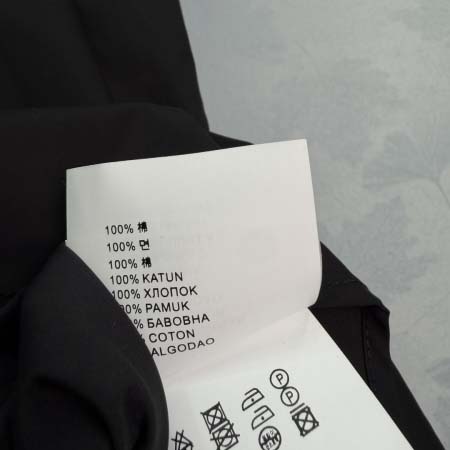 100% 棉
100% 면
100% 棉
100% KATUN
100% ХЛОПОК
% PAMUK
% БАВОВНА
% COTON
ALGODAO
P
P